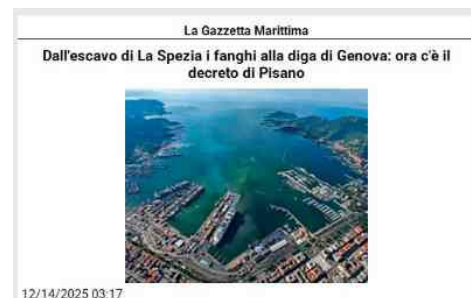 La Gazzetta Marittima
Dall'escavo di La Spezia i fanghi alla diga di Genova: ora c'è il
decreto di Pisano
12/14/2025 03:17